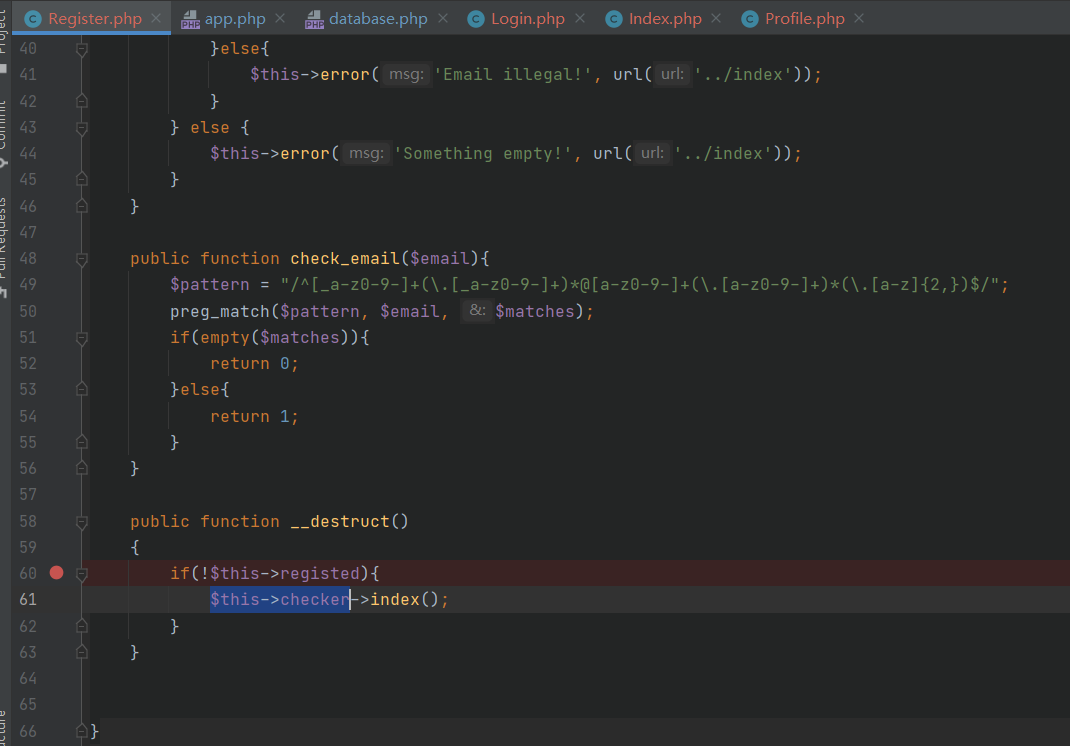 Register.php app.php database.php Login.php Index.php Profile.php
Project
Commit
Pull Requests
40 }else{
41 $this->error( msg: 'Email illegal!', url( url: '../index'));
42 }
43 } else {
44 $this->error( msg: 'Something empty!', url( url: '../index'));
45 }
46 }
47
48 public function check_email($email){
49 $pattern = "/^[_a-z0-9-]+(\.[_a-z0-9-]+)*@[a-z0-9-]+(\.[a-z0-9-]+)*(\.[a-z]{2,})$/";
50 preg_match($pattern, $email, &: $matches);
51 if(empty($matches)){
52 return 0;
53 }else{
54 return 1;
55 }
56 }
57
58 public function __destruct()
59 {
60 if(!$this->registed){
61 $this->checker->index();
62 }
63 }
64
65
66 }